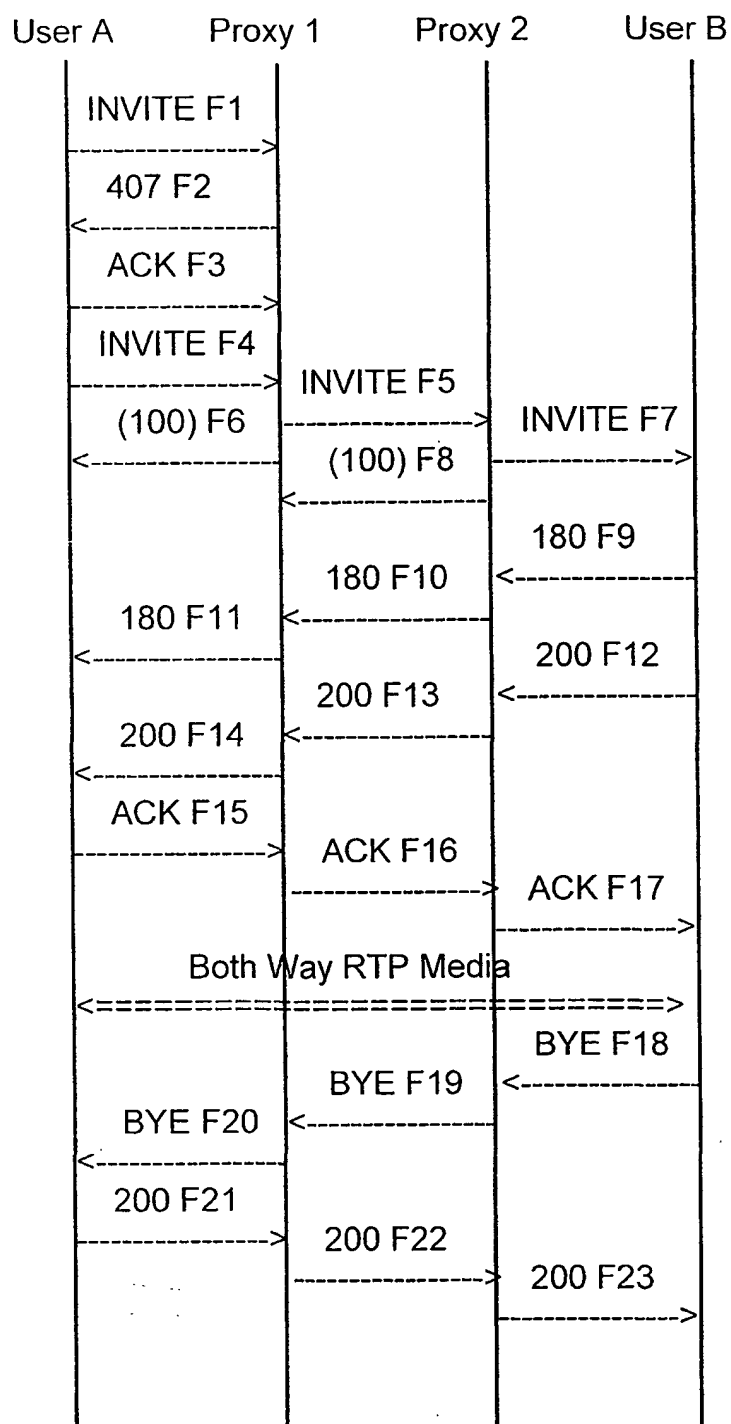 User A Proxy 1 Proxy 2 User B
INVITE F1
407 F2
ACK F3
INVITE F4
INVITE F5
(100) F6
INVITE F7
(100) F8
180 F9
180 F10
180 F11
200 F12
200 F13
200 F14
ACK F15
ACK F16
ACK F17
Both Way RTP Media
BYE F18
BYE F19
BYE F20
200 F21
200 F22
200 F23